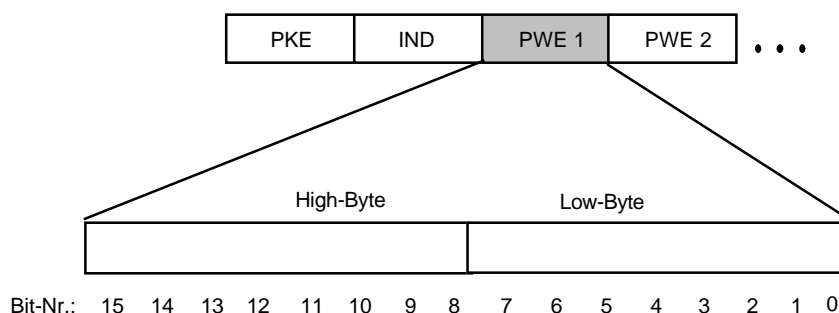 PKE IND PWE 1 PWE 2 . . .
High-Byte Low-Byte
Bit-Nr.: 15 14 13 12 11 10 9 8 7 6 5 4 3 2 1 0